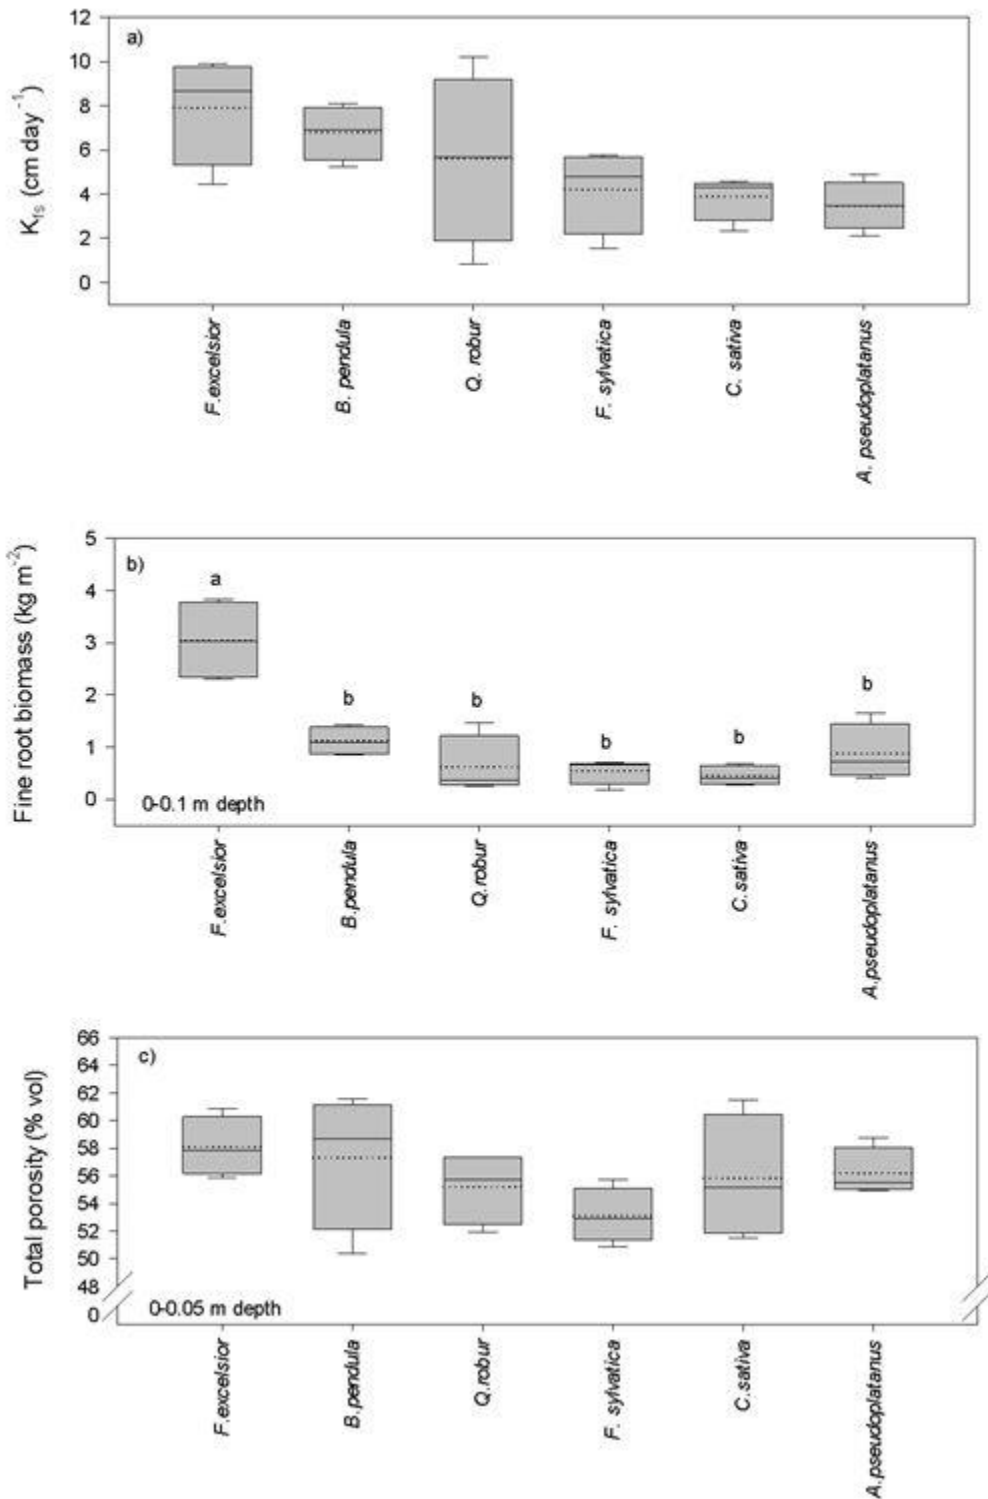 a)
12
10
8
6
4
2
0
K_fs (cm day⁻¹)
F.excelsior
B. pendula
Q. robur
F. sylvatica
C. sativa
A. pseudoplatanus
b)
5
4
3
2
1
0
Fine root biomass (kg m⁻²)
a
b
b
b
b
b
0-0.1 m depth
F.excelsior
B.pendula
Q.robur
F. sylvatica
C.sativa
A.pseudoplatanus
c)
66
64
62
60
58
56
54
52
50
48
0
Total porosity (% vol)
0-0.05 m depth
F.excelsior
B.pendula
Q.robur
F. sylvatica
C.sativa
A.pseudoplatanus